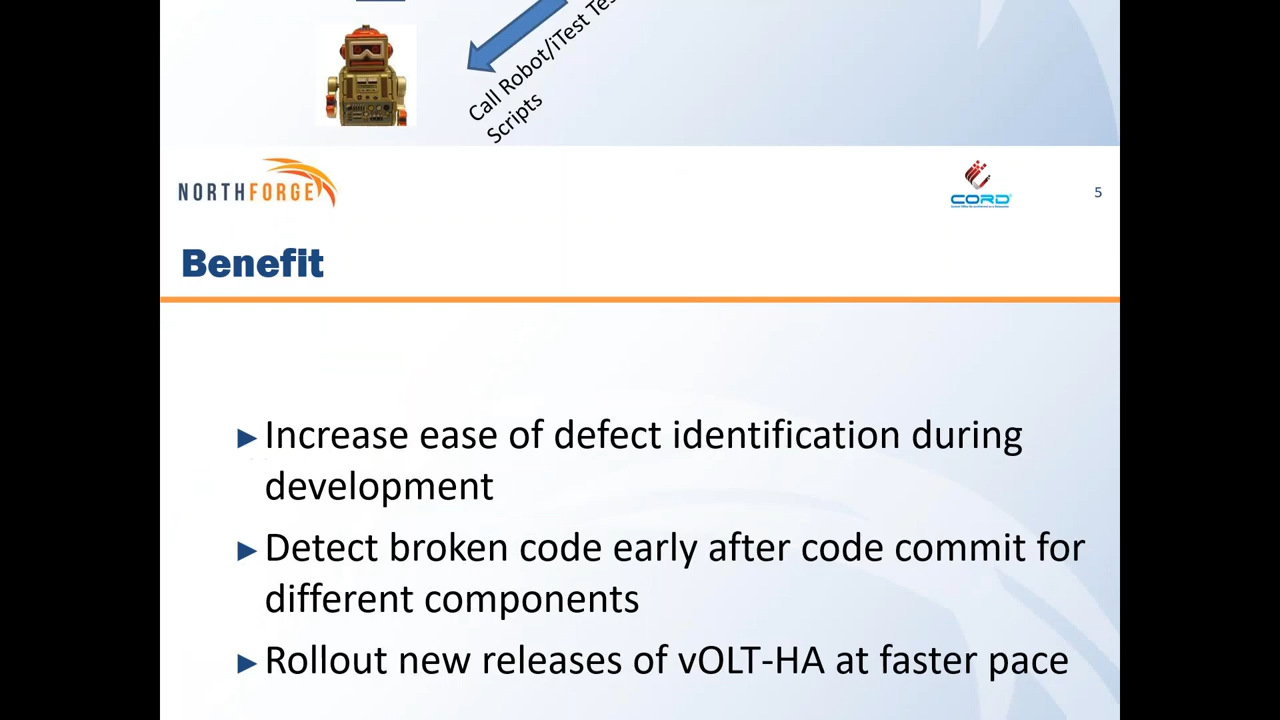 Call Robot/iTest
Scripts
NORTHFORGE
CORD
5
Benefit
►Increase ease of defect identification during
development
►Detect broken code early after code commit for
different components
►Rollout new releases of vOLT-HA at faster pace